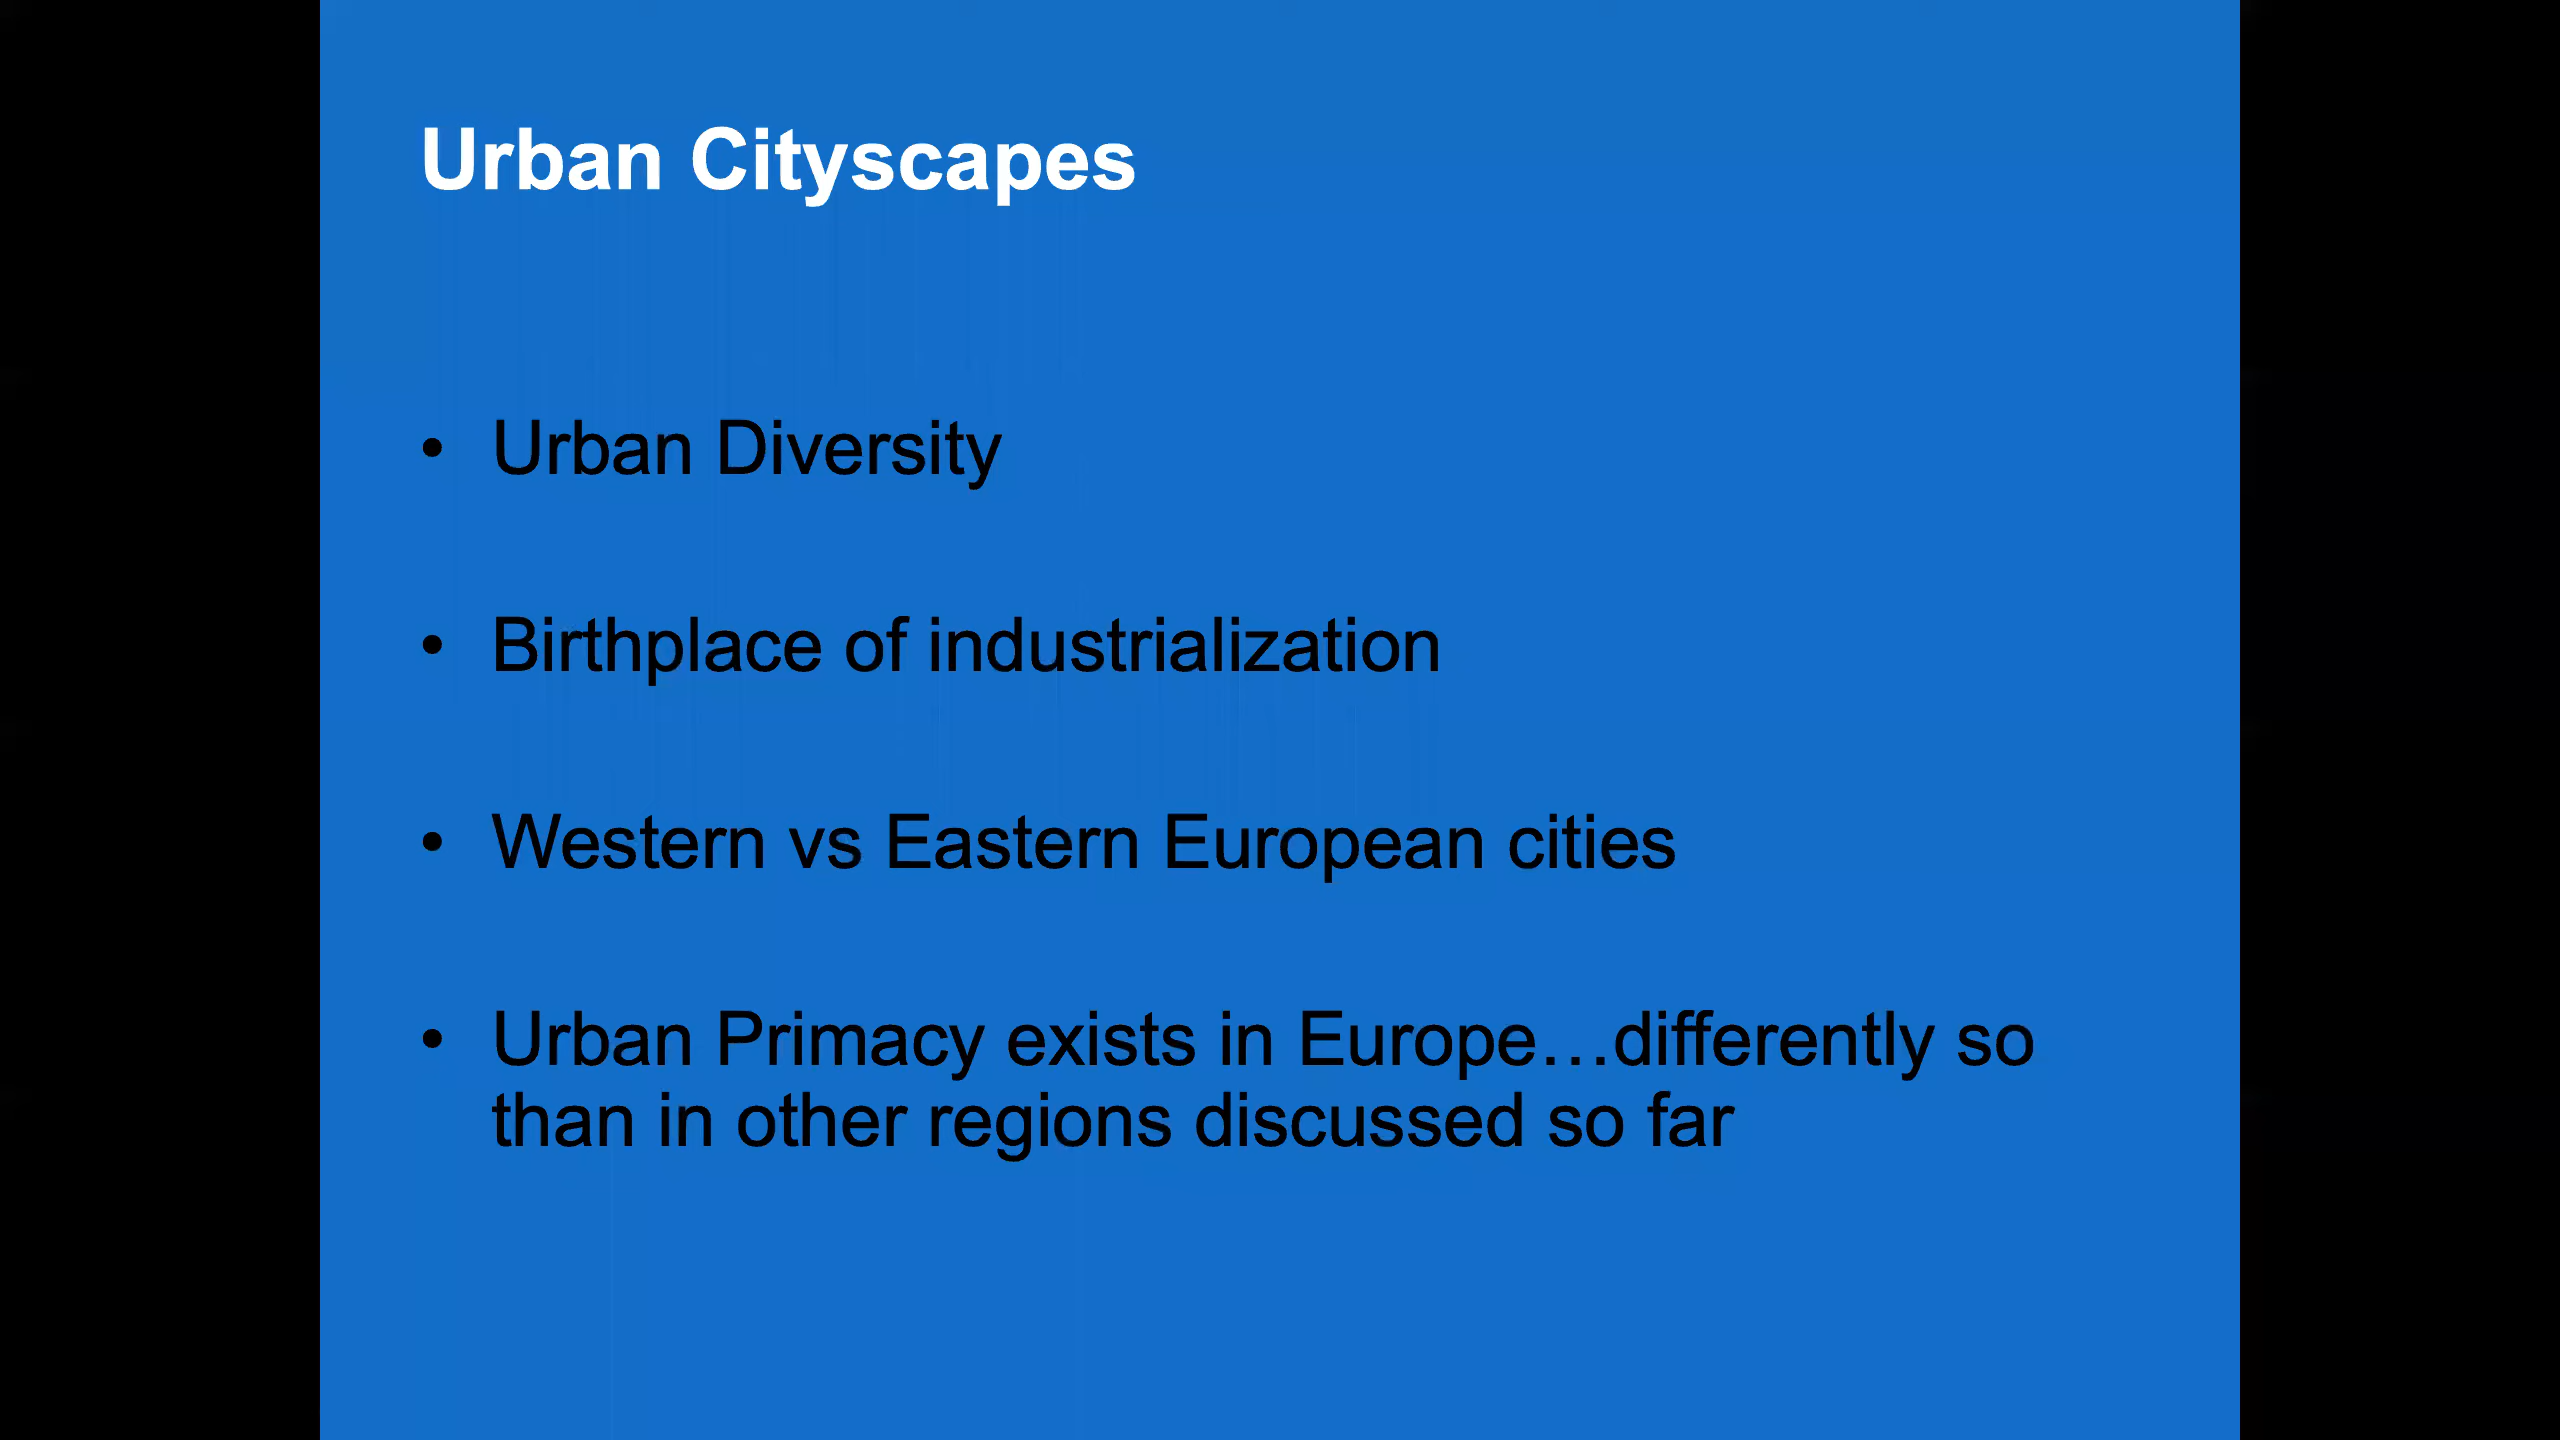 Urban Cityscapes
• Urban Diversity
• Birthplace of industrialization
• Western vs Eastern European cities
• Urban Primacy exists in Europe…differently so
than in other regions discussed so far